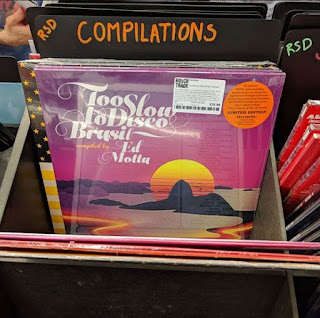 RSD
COMPILATIONS
RSD
Too Slow
to Disco
Brasil
compiled by Ed
Motta
ROUGH
TRADE
LIMITED EDITION